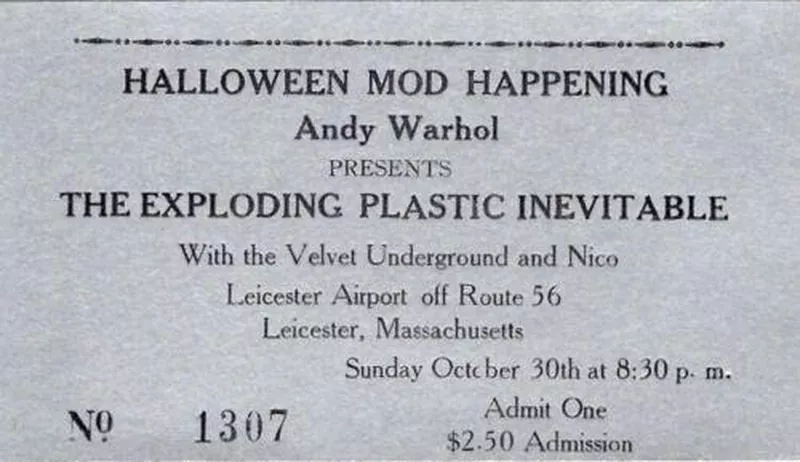 HALLOWEEN MOD HAPPENING
Andy Warhol
PRESENTS
THE EXPLODING PLASTIC INEVITABLE
With the Velvet Underground and Nico
Leicester Airport off Route 56
Leicester, Massachusetts
Sunday October 30th at 8:30 p. m.
Nº 1307
Admit One
$2.50 Admission